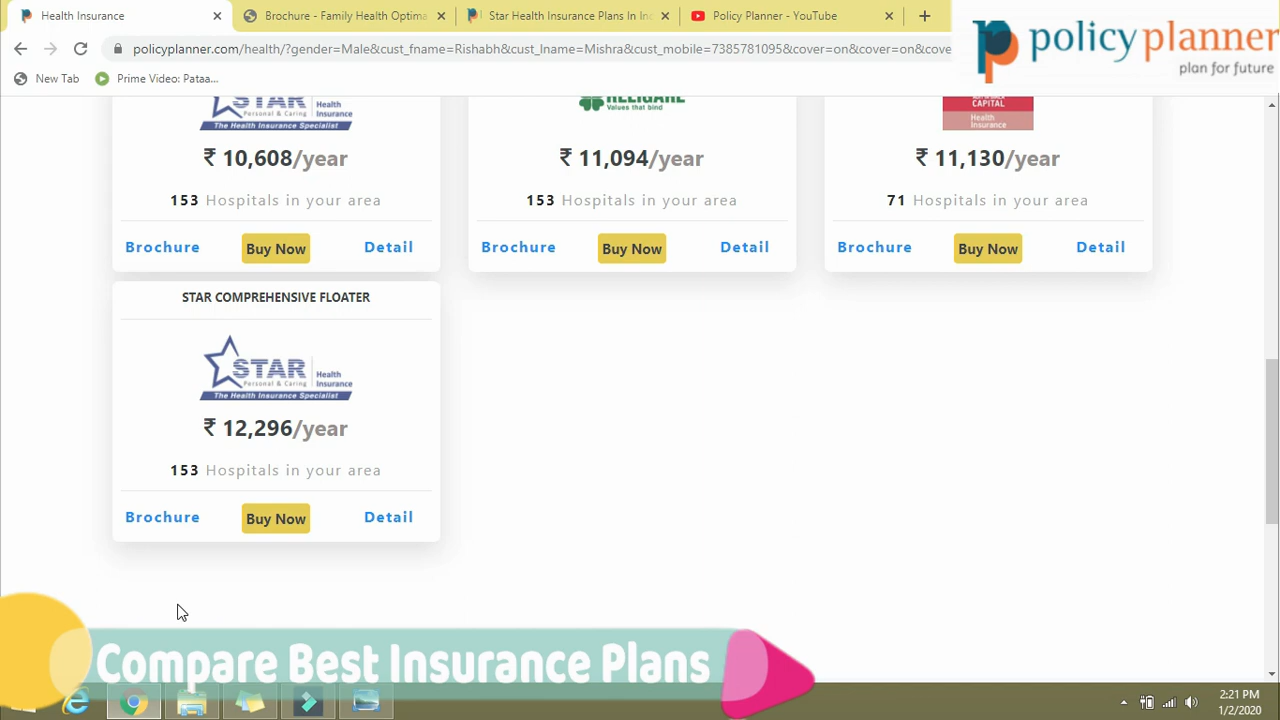 Health Insurance
Brochure - Family Health Optima
Star Health Insurance Plans In Ind
Policy Planner - YouTube
policyplanner.com/health/?gender=Male&cust_fname=Rishabh&cust_lname=Mishra&cust_mobile=7385781095&cover=on&cover=on&cove
policyplanner
plan for future
New Tab
Prime Video: Pataa...
STAR Health
Personal & Caring Insurance
The Health Insurance Specialist
RELIGARE
Values that bind
CAPITAL
Health
Insurance
₹ 10,608/year
₹ 11,094/year
₹ 11,130/year
153 Hospitals in your area
153 Hospitals in your area
71 Hospitals in your area
Brochure Buy Now Detail
Brochure Buy Now Detail
Brochure Buy Now Detail
STAR COMPREHENSIVE FLOATER
STAR Health
Personal & Caring Insurance
The Health Insurance Specialist
₹ 12,296/year
153 Hospitals in your area
Brochure Buy Now Detail
Compare Best Insurance Plans
2:21 PM
1/2/2020